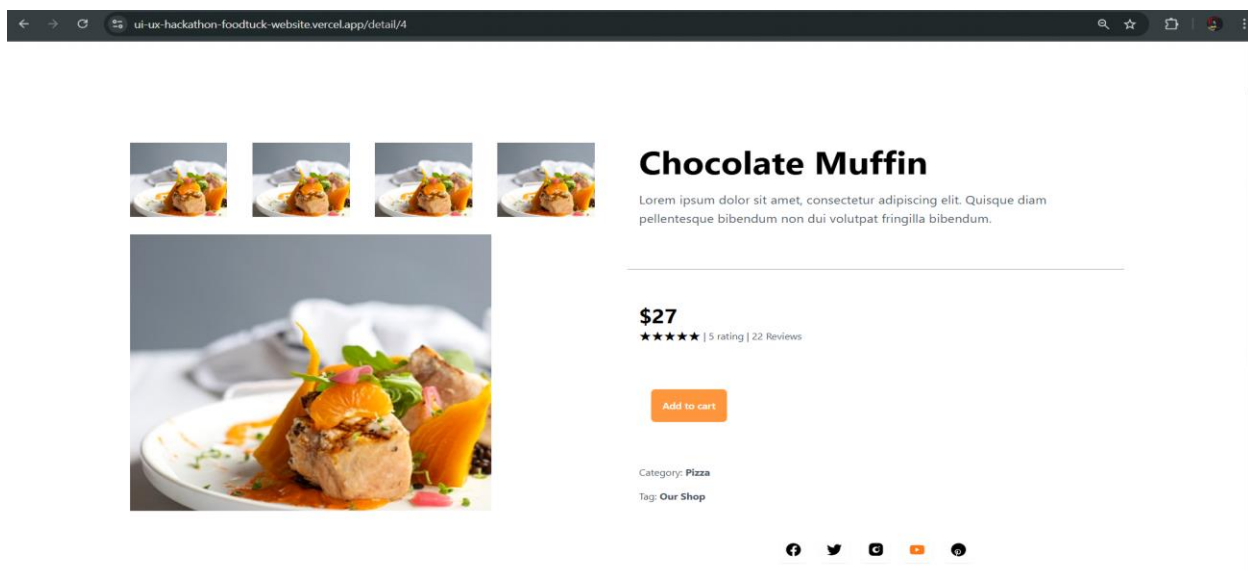 ui-ux-hackathon-foodtuck-website.vercel.app/detail/4
Chocolate Muffin
Lorem ipsum dolor sit amet, consectetur adipiscing elit. Quisque diam
pellentesque bibendum non dui volutpat fringilla bibendum.
$27
★★★★★ | 5 rating | 22 Reviews
Add to cart
Category: Pizza
Tag: Our Shop